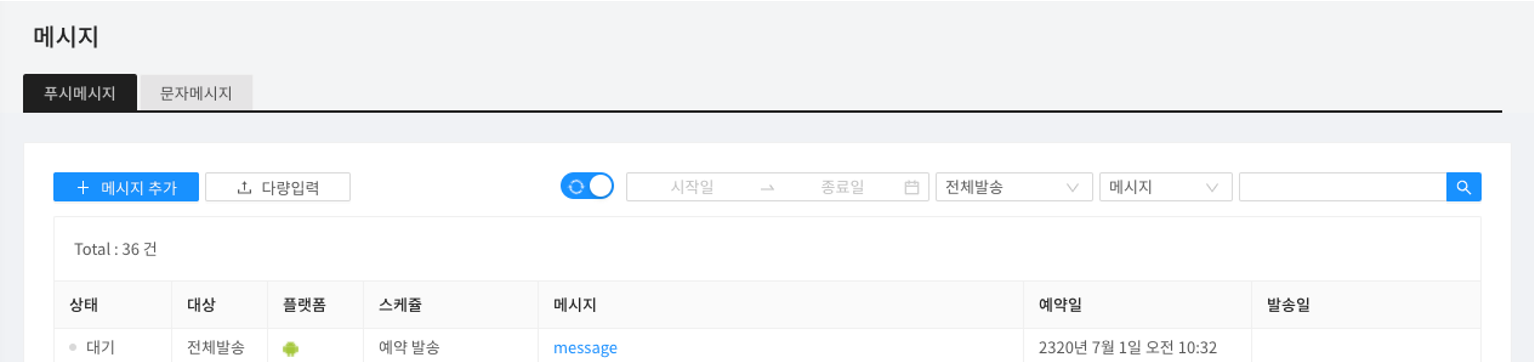 메시지
푸시메시지 문자메시지
메시지 추가 다량입력 시작일 종료일 전체발송 메시지
Total : 36 건
상태 대상 플랫폼 스케쥴 메시지 예약일 발송일
대기 전체발송 예약 발송 message 2320년 7월 1일 오전 10:32